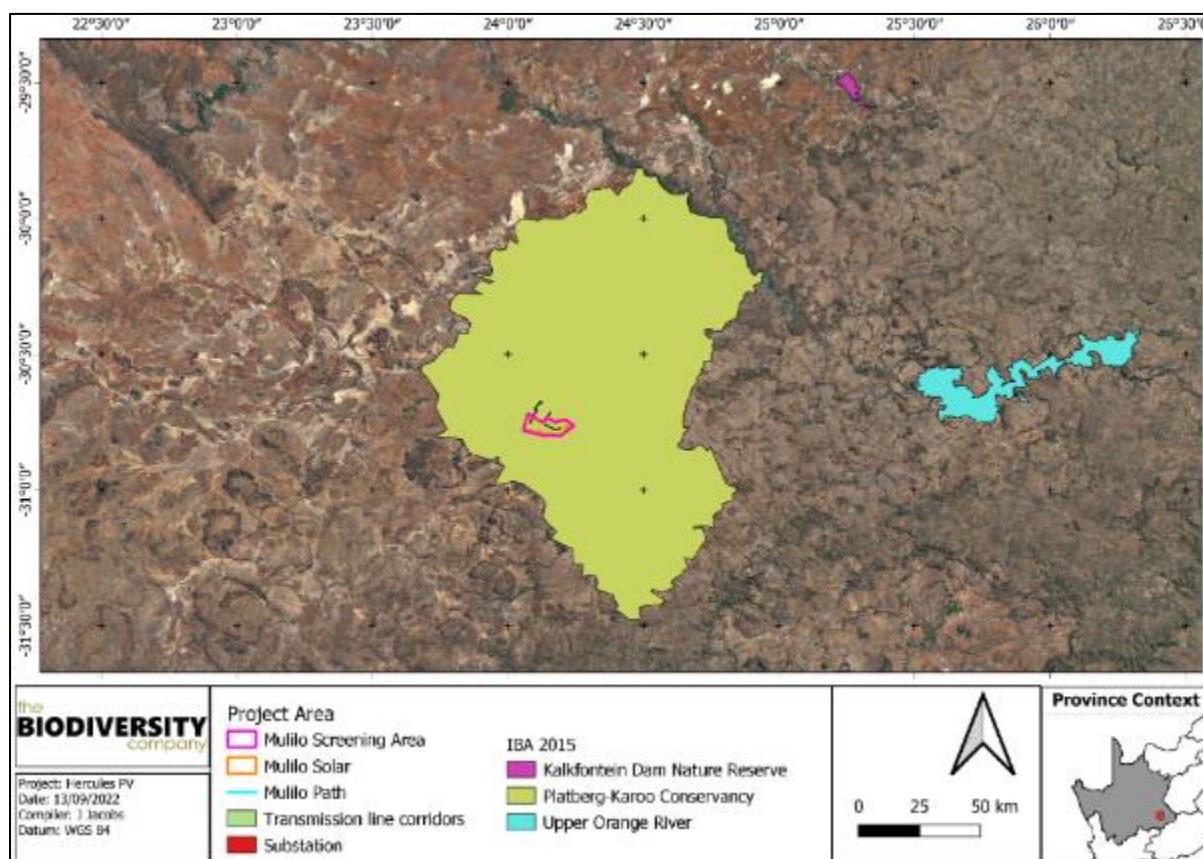 22°30'0" 23°0'0" 23°30'0" 24°0'0" 24°30'0" 25°0'0" 25°30'0" 26°0'0" 26°30'0"
-29°30'0"
-30°0'0"
-30°30'0"
-31°0'0"
-31°30'0"
the
BIODIVERSITY
company
Project: Hercules PV
Date: 13/09/2022
Compiler: J Jacobs
Datum: WGS 84
Project Area
Mulilo Screening Area
Mulilo Solar
Mulilo Path
Transmission line corridors
Substation
IBA 2015
Kalkfontein Dam Nature Reserve
Platberg-Karoo Conservancy
Upper Orange River
0 25 50 km
Province Context